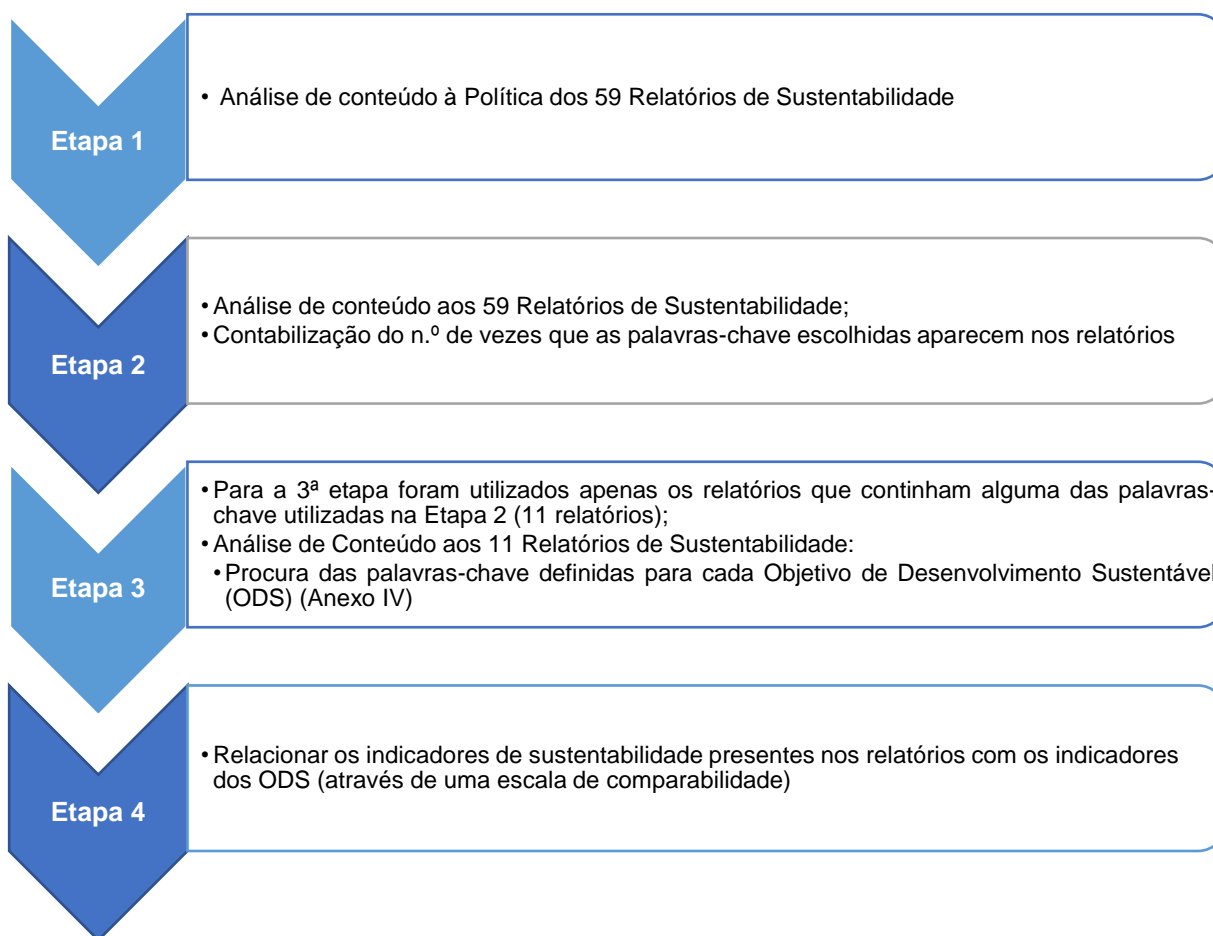 Etapa 1
• Análise de conteúdo à Política dos 59 Relatórios de Sustentabilidade
Etapa 2
• Análise de conteúdo aos 59 Relatórios de Sustentabilidade;
• Contabilização do n.º de vezes que as palavras-chave escolhidas aparecem nos relatórios
Etapa 3
• Para a 3ª etapa foram utilizados apenas os relatórios que continham alguma das palavras-
chave utilizadas na Etapa 2 (11 relatórios);
• Análise de Conteúdo aos 11 Relatórios de Sustentabilidade:
• Procura das palavras-chave definidas para cada Objetivo de Desenvolvimento Sustentável
(ODS) (Anexo IV)
Etapa 4
• Relacionar os indicadores de sustentabilidade presentes nos relatórios com os indicadores
dos ODS (através de uma escala de comparabilidade)